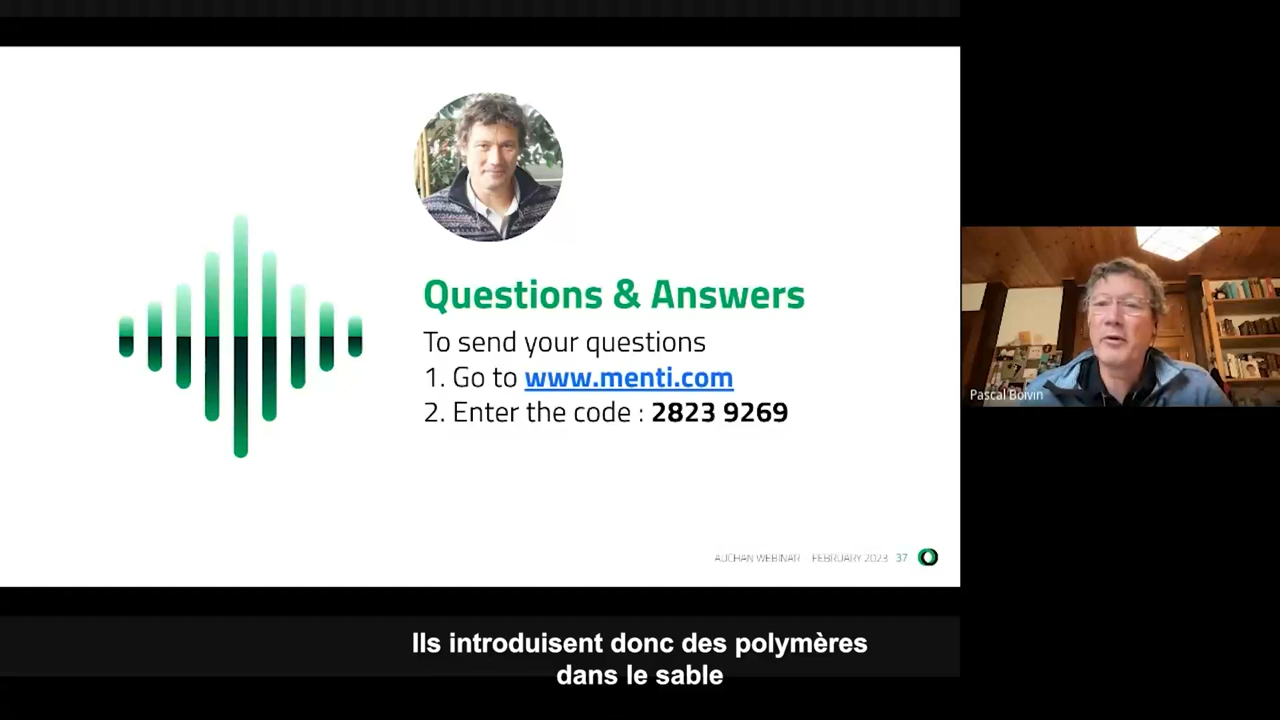 Questions & Answers
To send your questions
1. Go to www.menti.com
2. Enter the code : 2823 9269
Pascal Boivin
AUCHAN WEBINAR FEBRUARY 2023 37
Ils introduisent donc des polymères
dans le sable